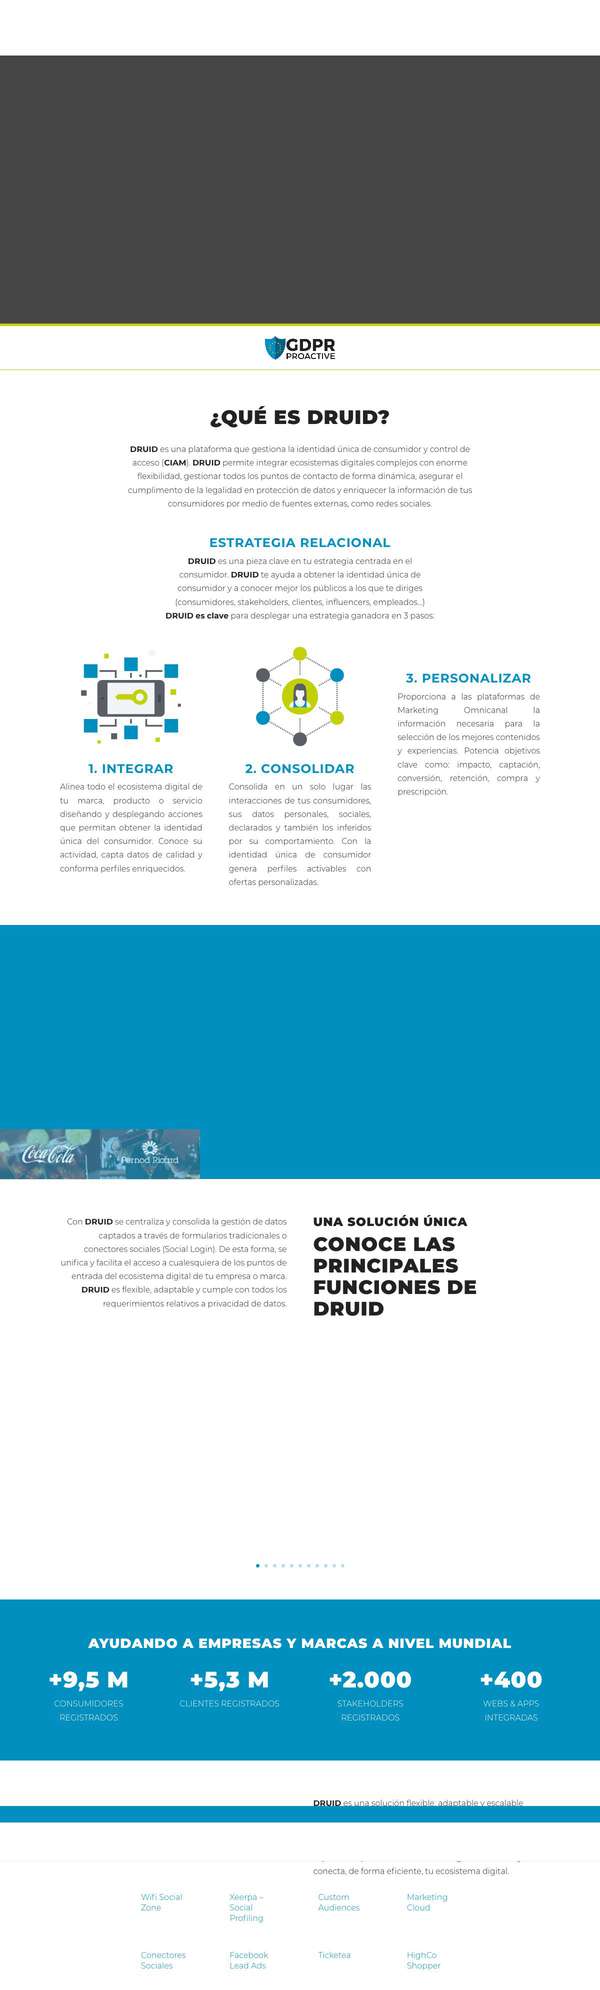 GDPR
PROACTIVE
¿QUÉ ES DRUID?
DRUID es una plataforma que gestiona la identidad única de consumidor y control de
acceso (CIAM). DRUID permite integrar ecosistemas digitales complejos con enorme
flexibilidad, gestionar todos los puntos de contacto de forma dinámica, asegurar el
cumplimento de la legalidad en protección de datos y enriquecer la información de tus
consumidores por medio de fuentes externas, como redes sociales.
ESTRATEGIA RELACIONAL
DRUID es una pieza clave en tu estrategia centrada en el
consumidor. DRUID te ayuda a obtener la identidad única de
consumidor y a conocer mejor los públicos a los que te diriges
(consumidores, stakeholders, clientes, influencers, empleados...)
DRUID es clave para desplegar una estrategia ganadora en 3 pasos:
1. INTEGRAR
Alinea todo el ecosistema digital de
tu marca, producto o servicio
diseñando y desplegando acciones
que permitan obtener la identidad
única del consumidor. Conoce su
actividad, capta datos de calidad y
conforma perfiles enriquecidos.
2. CONSOLIDAR
Consolida en un solo lugar las
interacciones de tus consumidores,
sus datos personales, sociales,
declarados y también los inferidos
por su comportamiento. Con la
identidad única de consumidor
genera perfiles activables con
ofertas personalizadas.
3. PERSONALIZAR
Proporciona a las plataformas de
Marketing Omnicanal la
información necesaria para la
selección de los mejores contenidos
y experiencias. Potencia objetivos
clave como: impacto, captación,
conversión, retención, compra y
prescripción.
Coca-Cola
Pernod Ricard
Con DRUID se centraliza y consolida la gestión de datos
captados a través de formularios tradicionales o
conectores sociales (Social Login). De esta forma, se
unifica y facilita el acceso a cualesquiera de los puntos de
entrada del ecosistema digital de tu empresa o marca.
DRUID es flexible, adaptable y cumple con todos los
requerimientos relativos a privacidad de datos.
UNA SOLUCIÓN ÚNICA
CONOCE LAS
PRINCIPALES
FUNCIONES DE
DRUID
AYUDANDO A EMPRESAS Y MARCAS A NIVEL MUNDIAL
+9,5 M
CONSUMIDORES
REGISTRADOS
+5,3 M
CLIENTES REGISTRADOS
+2.000
STAKEHOLDERS
REGISTRADOS
+400
WEBS & APPS
INTEGRADAS
DRUID es una solución flexible, adaptable y escalable
conecta, de forma eficiente, tu ecosistema digital.
Wifi Social
Zone
Xeerpa –
Social
Profiling
Custom
Audiences
Marketing
Cloud
Conectores
Sociales
Facebook
Lead Ads
Ticketea
HighCo
Shopper